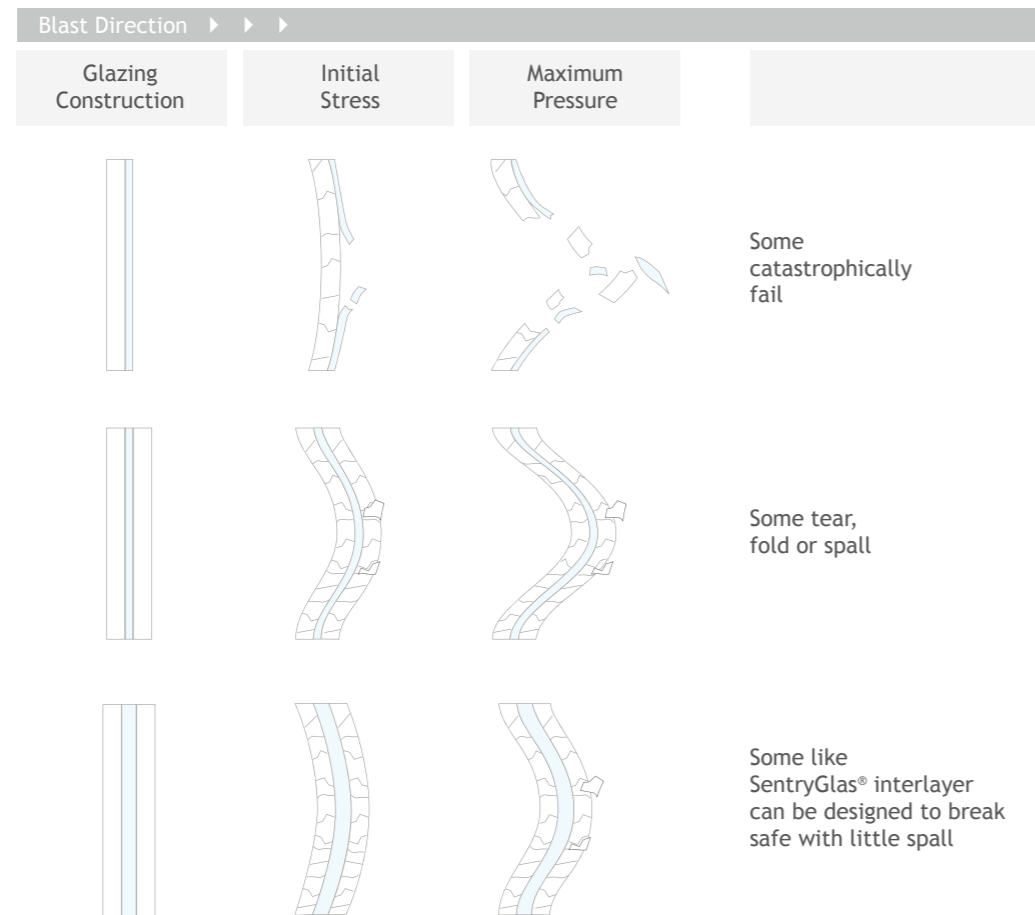 Blast Direction
Glazing
Construction
Initial
Stress
Maximum
Pressure
Some
catastrophically
fail
Some tear,
fold or spall
Some like
SentryGlas® interlayer
can be designed to break
safe with little spall